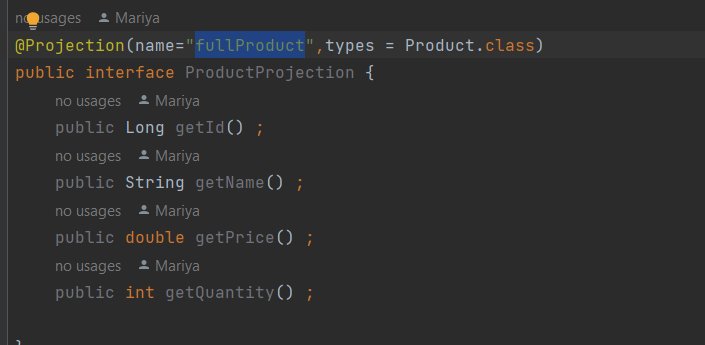 no usages Mariya
@Projection(name="fullProduct",types = Product.class)
public interface ProductProjection {
no usages Mariya
public Long getId() ;
no usages Mariya
public String getName() ;
no usages Mariya
public double getPrice() ;
no usages Mariya
public int getQuantity() ;
}